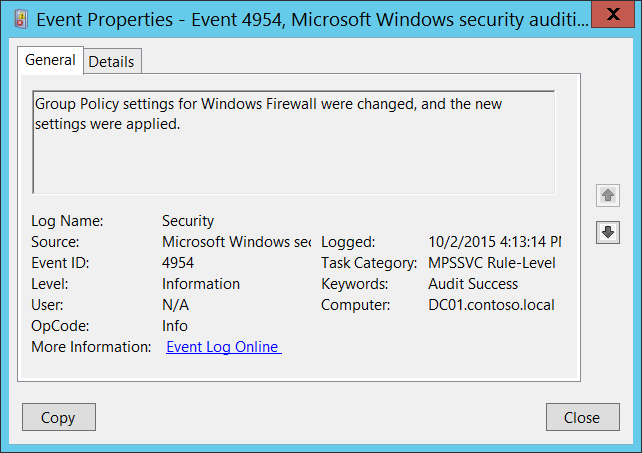 Event Properties - Event 4954, Microsoft Windows security auditi...
X
General
Details
Group Policy settings for Windows Firewall were changed, and the new
settings were applied.
Log Name: Security
Source: Microsoft Windows sec Logged: 10/2/2015 4:13:14 PM
Event ID: 4954 Task Category: MPSSVC Rule-Level
Level: Information Keywords: Audit Success
User: N/A Computer: DC01.contoso.local
OpCode: Info
More Information: Event Log Online
Copy
Close